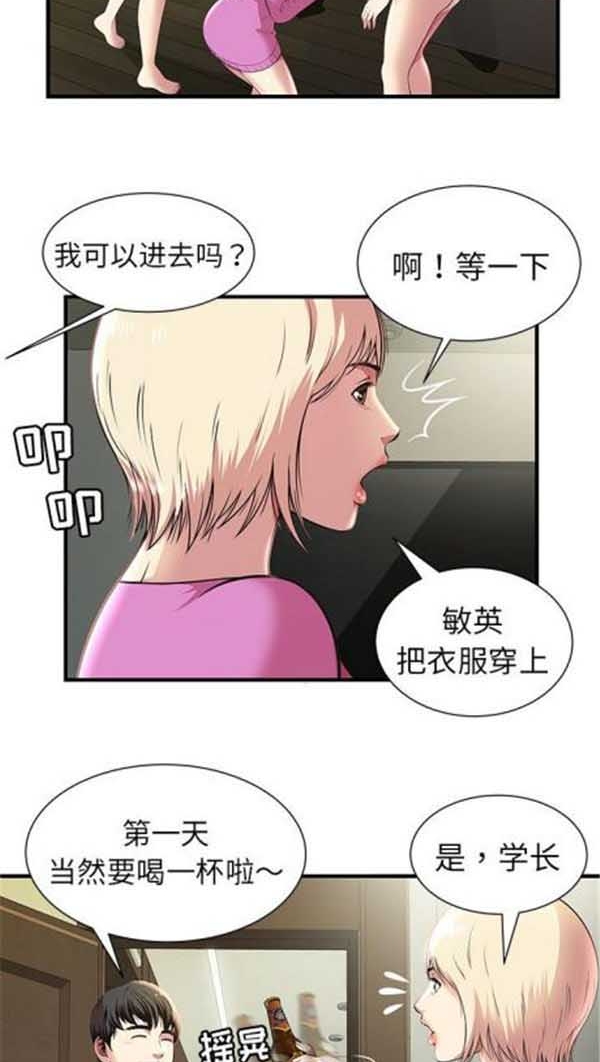 我可以进去吗？
啊！等一下
叩
叩
敏英
把衣服穿上
第一天
当然要喝一杯啦～
是，学长
摇晃